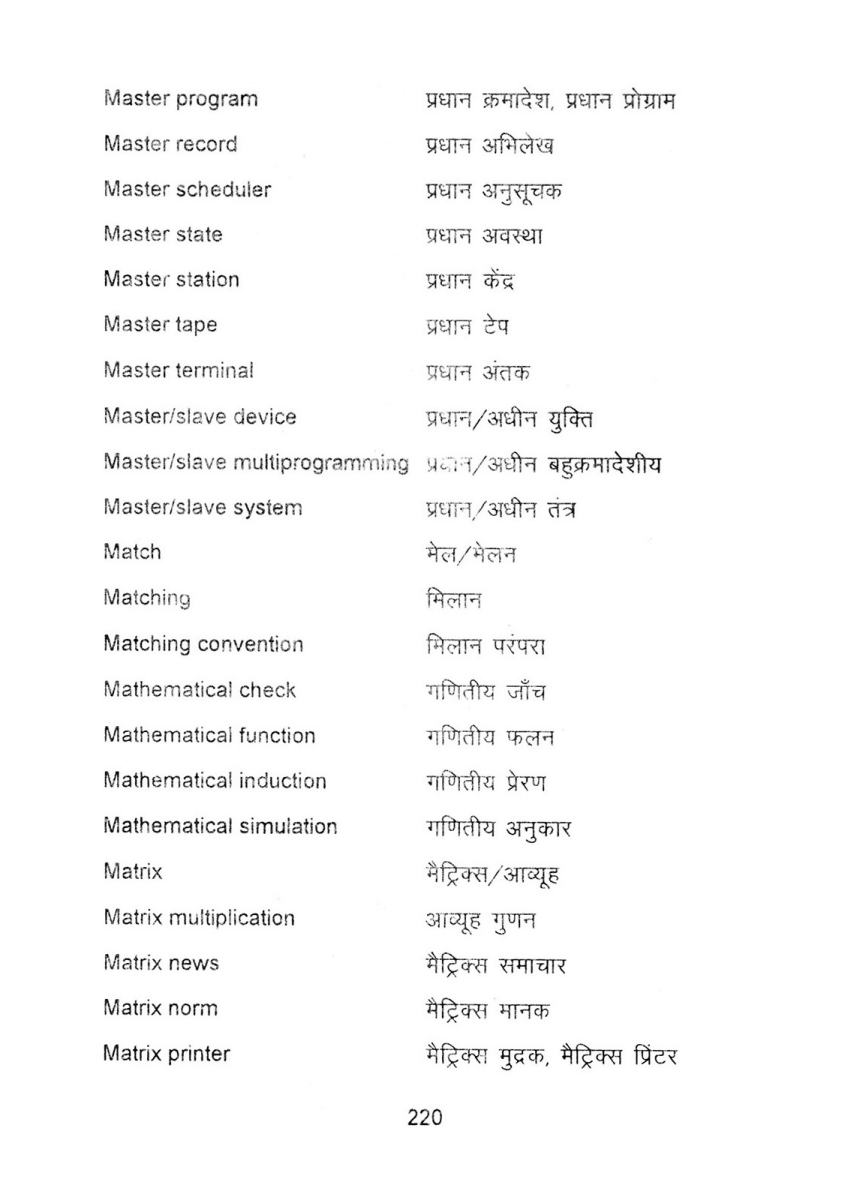 Master program प्रधान क्रमादेश, प्रधान प्रोग्राम
Master record प्रधान अभिलेख
Master scheduler प्रधान अनुसूचक
Master state प्रधान अवस्था
Master station प्रधान केंद्र
Master tape प्रधान टेप
Master terminal प्रधान अंतक
Master/slave device प्रधान/अधीन युक्ति
Master/slave multiprogramming प्रधान/अधीन बहुक्रमादेशीय
Master/slave system प्रधान/अधीन तंत्र
Match मेल/मेलन
Matching मिलान
Matching convention मिलान परंपरा
Mathematical check गणितीय जाँच
Mathematical function गणितीय फलन
Mathematical induction गणितीय प्रेरण
Mathematical simulation गणितीय अनुकार
Matrix मैट्रिक्स/आव्यूह
Matrix multiplication आव्यूह गुणन
Matrix news मैट्रिक्स समाचार
Matrix norm मैट्रिक्स मानक
Matrix printer मैट्रिक्स मुद्रक, मैट्रिक्स प्रिंटर
220